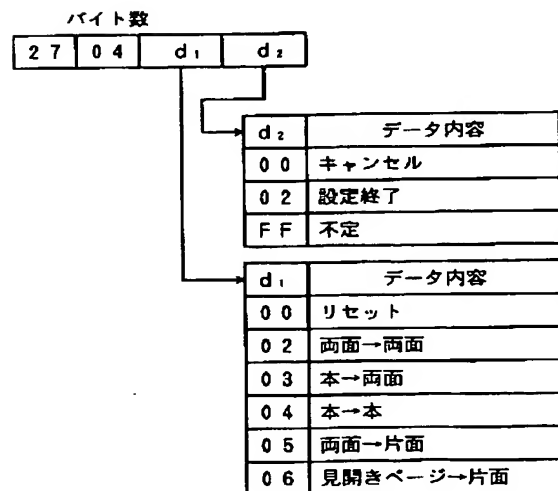 バイト数
27 04 d₁ d₂
d₂ データ内容
00 キャンセル
02 設定終了
FF 不定
d₁ データ内容
00 リセット
02 両面→両面
03 本→両面
04 本→本
05 両面→片面
06 見開きページ→片面